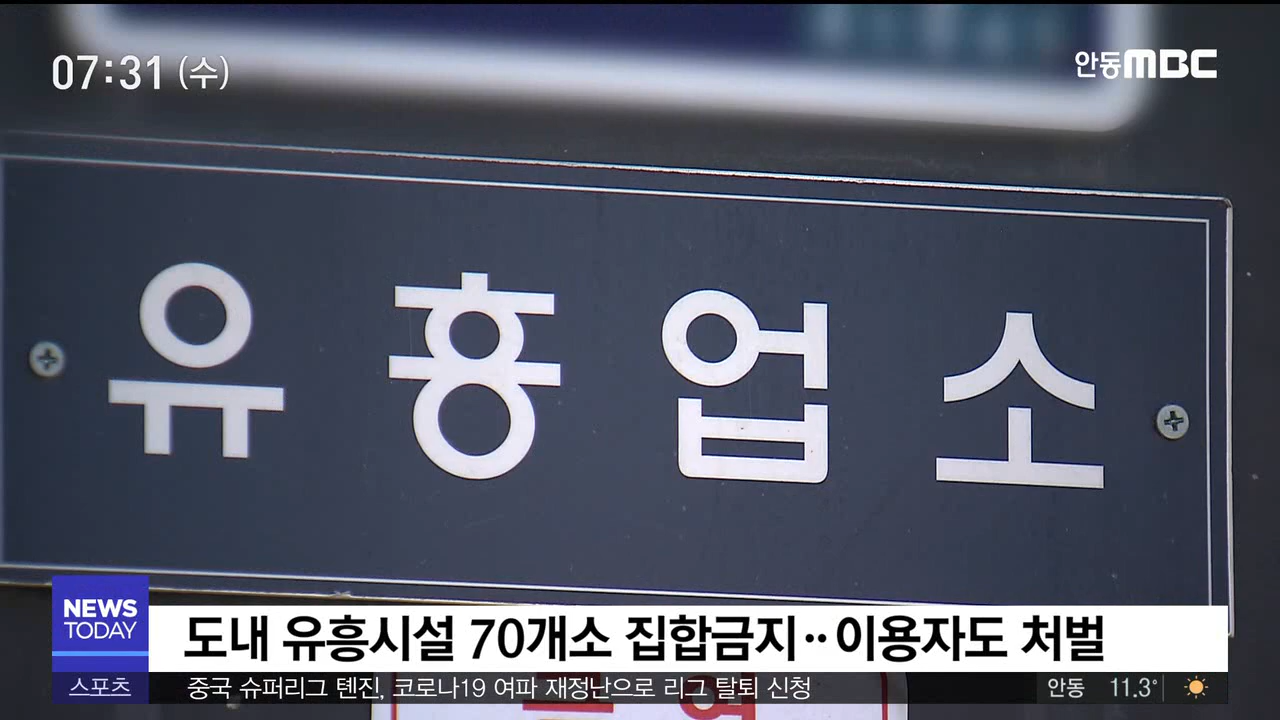 07:31 (수)
안동MBC
유흥업소
NEWS
TODAY
도내 유흥시설 70개소 집합금지··이용자도 처벌
스포츠
중국 슈퍼리그 톈진, 코로나19 여파 재정난으로 리그 탈퇴 신청
안동 11.3°